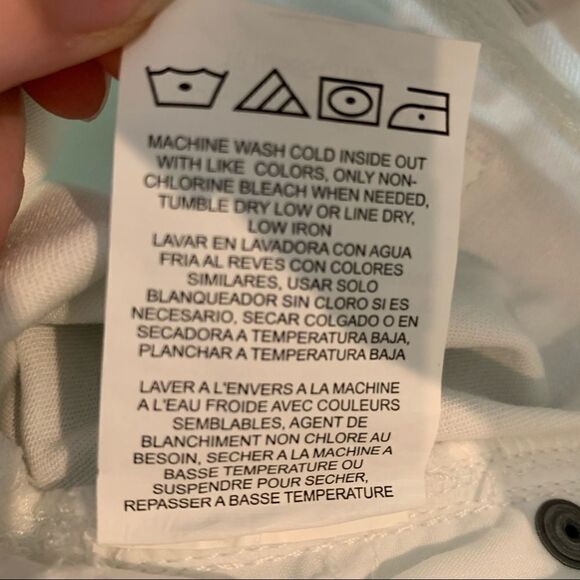 MACHINE WASH COLD INSIDE OUT
WITH LIKE COLORS, ONLY NON-
CHLORINE BLEACH WHEN NEEDED,
TUMBLE DRY LOW OR LINE DRY,
LOW IRON
LAVAR EN LAVADORA CON AGUA
FRIA AL REVES CON COLORES
SIMILARES, USAR SOLO
BLANQUEADOR SIN CLORO SI ES
NECESARIO, SECAR COLGADO O EN
SECADORA A TEMPERATURA BAJA,
PLANCHAR A TEMPERATURA BAJA
LAVER A L'ENVERS A LA MACHINE
A L'EAU FROIDE AVEC COULEURS
SEMBLABLES, AGENT DE
BLANCHIMENT NON CHLORE AU
BESOIN, SECHER A LA MACHINE A
BASSE TEMPERATURE OU
SUSPENDRE POUR SECHER,
REPASSER A BASSE TEMPERATURE